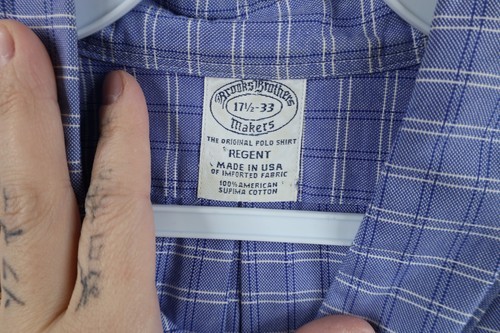 Brooks Brothers
17½-33
Makers
THE ORIGINAL POLO SHIRT
REGENT
MADE IN USA
OF IMPORTED FABRIC
100% AMERICAN
SUPIMA COTTON